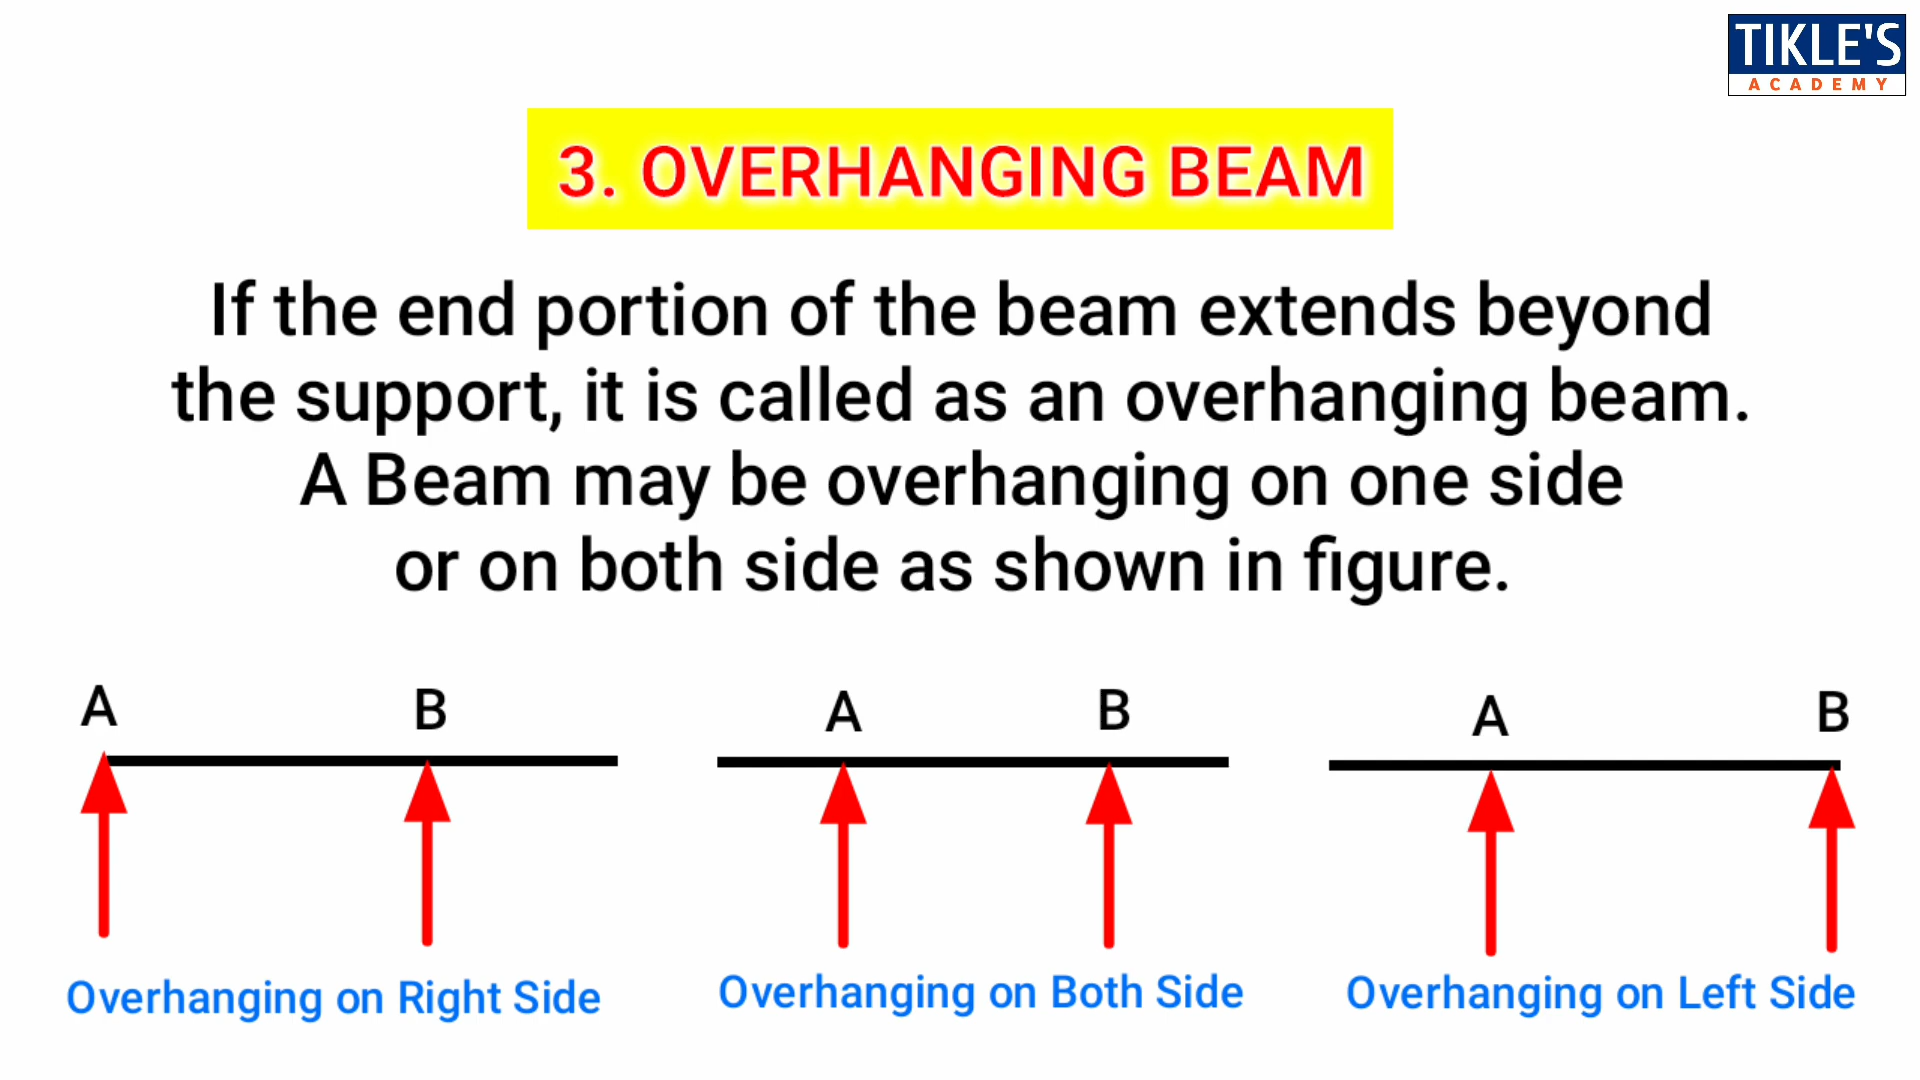 TIKLE'S
ACADEMY
3. OVERHANGING BEAM
If the end portion of the beam extends beyond
the support, it is called as an overhanging beam.
A Beam may be overhanging on one side
or on both side as shown in figure.
A B A B A B
Overhanging on Right Side
Overhanging on Both Side
Overhanging on Left Side